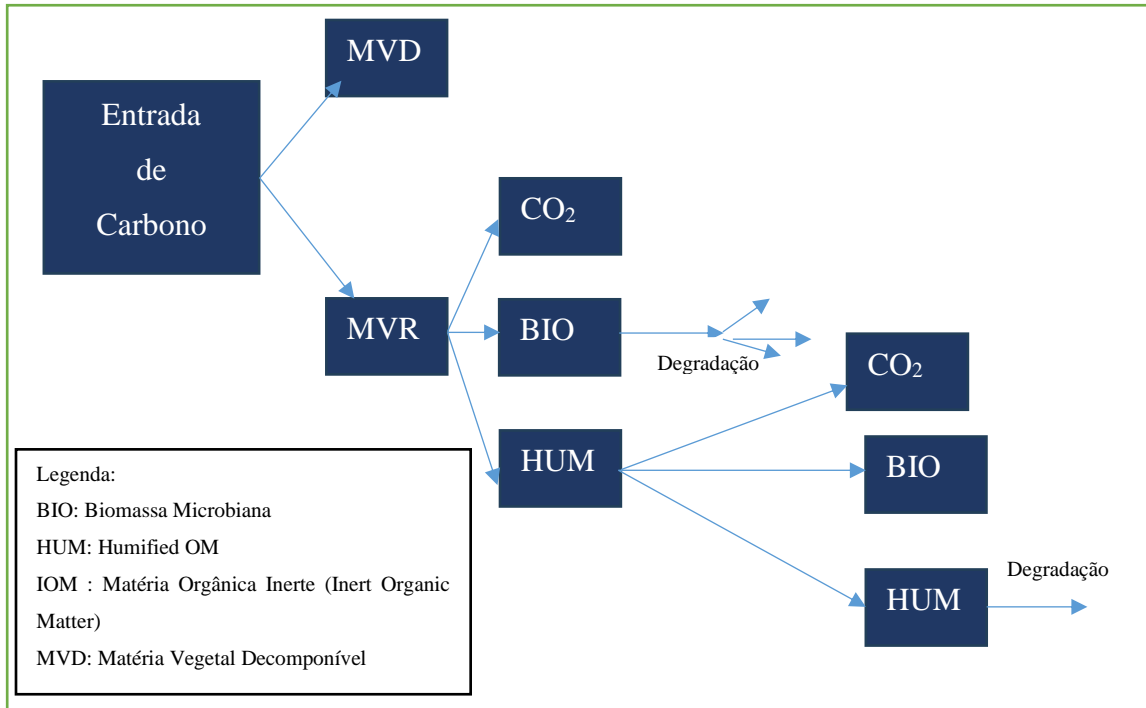 MVD
Entrada
de
Carbono
CO₂
MVR
BIO
Degradação
CO₂
HUM
BIO
Degradação
HUM
Legenda:
BIO: Biomassa Microbiana
HUM: Humified OM
IOM : Matéria Orgânica Inerte (Inert Organic
Matter)
MVD: Matéria Vegetal Decomponível